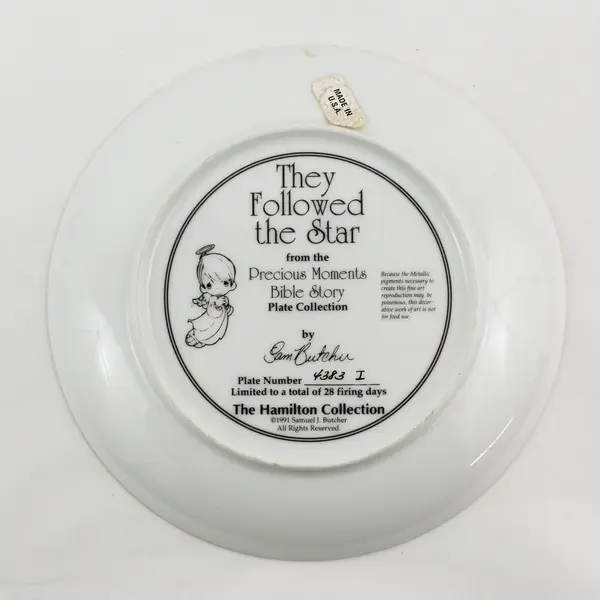 MADE IN
U.S.A.
They
Followed
the Star
from the
Precious Moments
Bible Story
Plate Collection
Because the Metallic
pigments necessary to
create this fine art
reproduction may be
poisonous, this decor-
ative work of art is not
for food use.
by
Sam Butcher
Plate Number 4383 I
Limited to a total of 28 firing days
The Hamilton Collection
©1991 Samuel J. Butcher
All Rights Reserved.